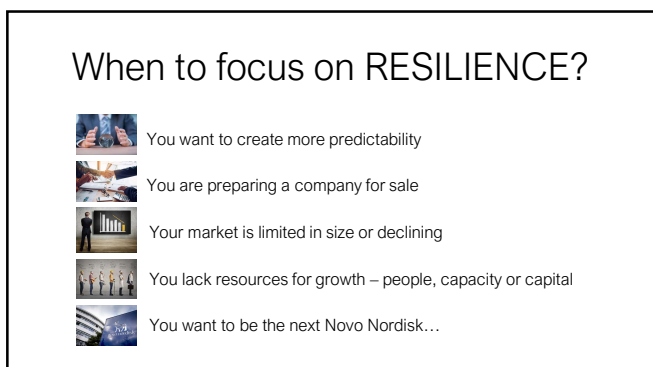 When to focus on RESILIENCE?
You want to create more predictability
You are preparing a company for sale
Your market is limited in size or declining
You lack resources for growth – people, capacity or capital
You want to be the next Novo Nordisk…